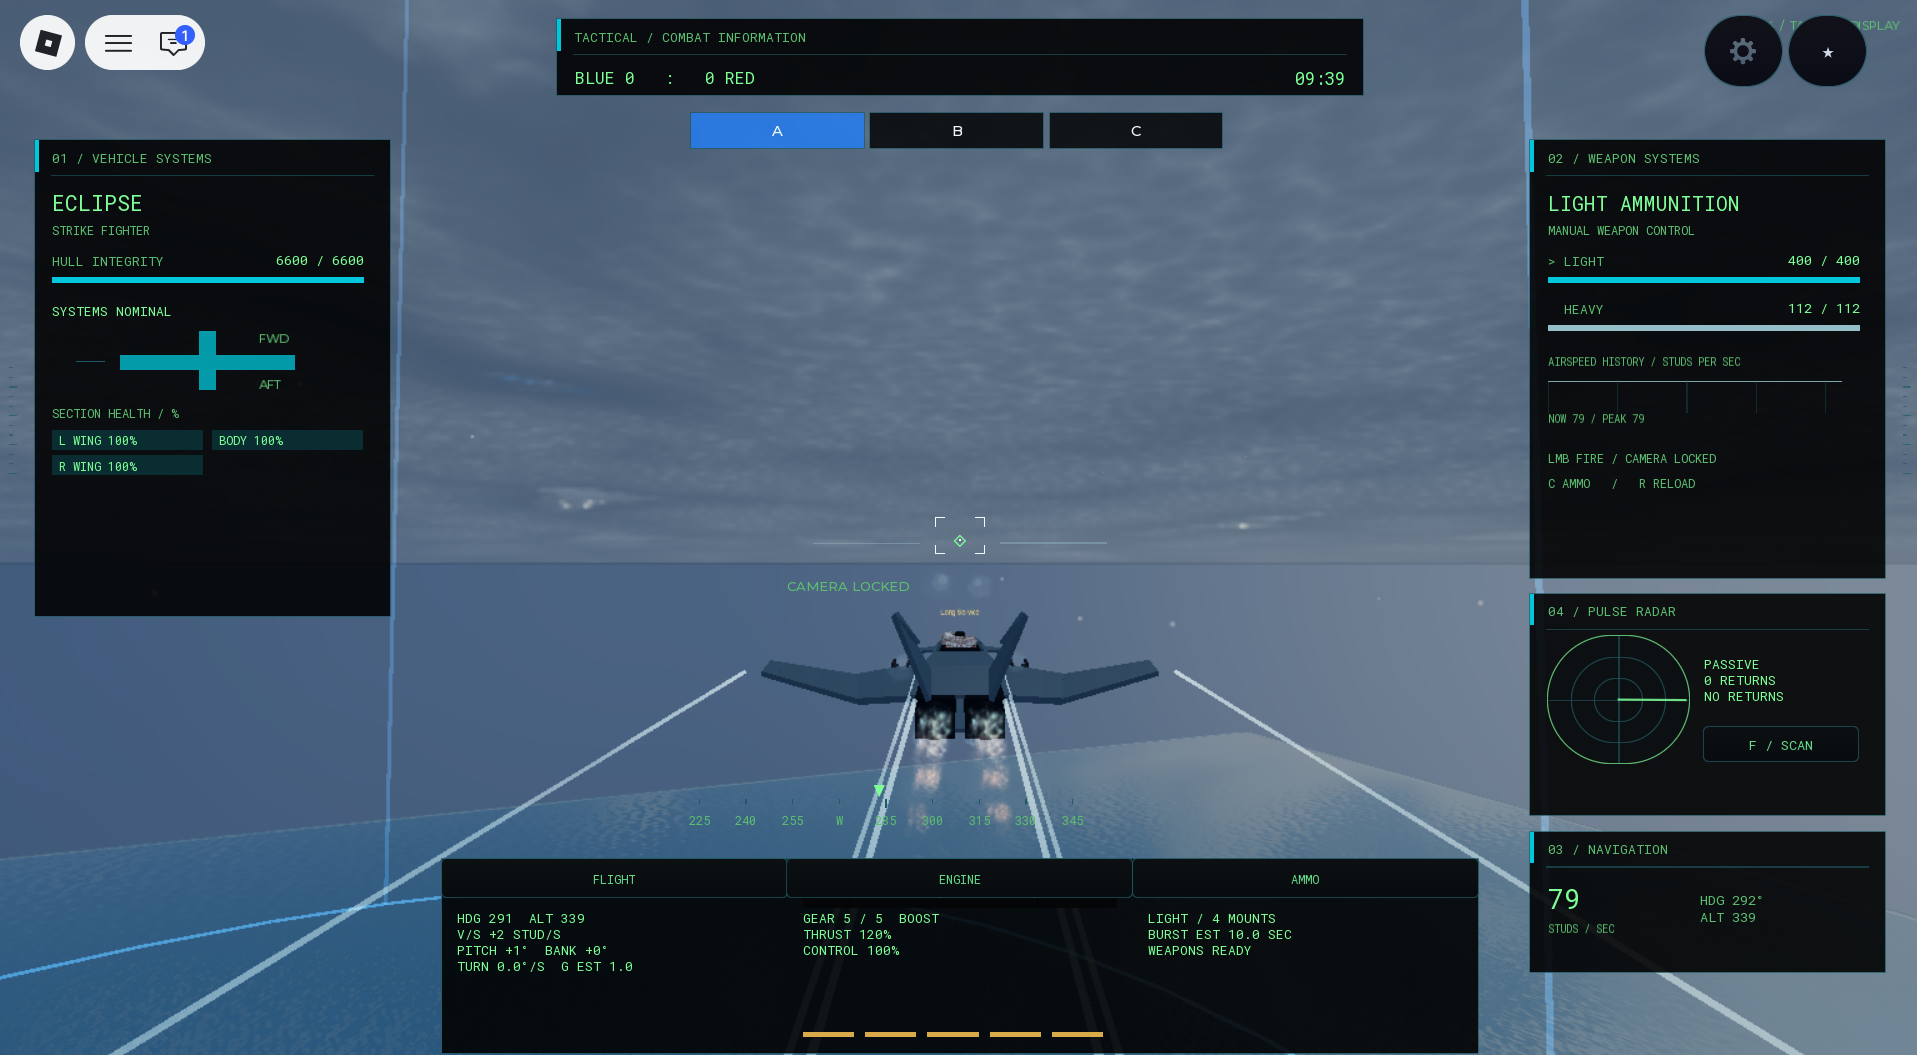 1
TACTICAL / COMBAT INFORMATION
BLUE 0 : 0 RED 09:39
A B C
ISPLAY
01 / VEHICLE SYSTEMS
ECLIPSE
STRIKE FIGHTER
HULL INTEGRITY 6600 / 6600
SYSTEMS NOMINAL
FWD
AFT
SECTION HEALTH / %
L WING 100% BODY 100%
R WING 100%
02 / WEAPON SYSTEMS
LIGHT AMMUNITION
MANUAL WEAPON CONTROL
> LIGHT 400 / 400
HEAVY 112 / 112
AIRSPEED HISTORY / STUDS PER SEC
NOW 79 / PEAK 79
LMB FIRE / CAMERA LOCKED
C AMMO / R RELOAD
CAMERA LOCKED
04 / PULSE RADAR
PASSIVE
0 RETURNS
NO RETURNS
F / SCAN
225 240 255 W 285 300 315 330 345
FLIGHT ENGINE AMMO
HDG 291 ALT 339
V/S +2 STUD/S
PITCH +1° BANK +0°
TURN 0.0°/S G EST 1.0
GEAR 5 / 5 BOOST
THRUST 120%
CONTROL 100%
LIGHT / 4 MOUNTS
BURST EST 10.0 SEC
WEAPONS READY
03 / NAVIGATION
79
STUDS / SEC
HDG 292°
ALT 339